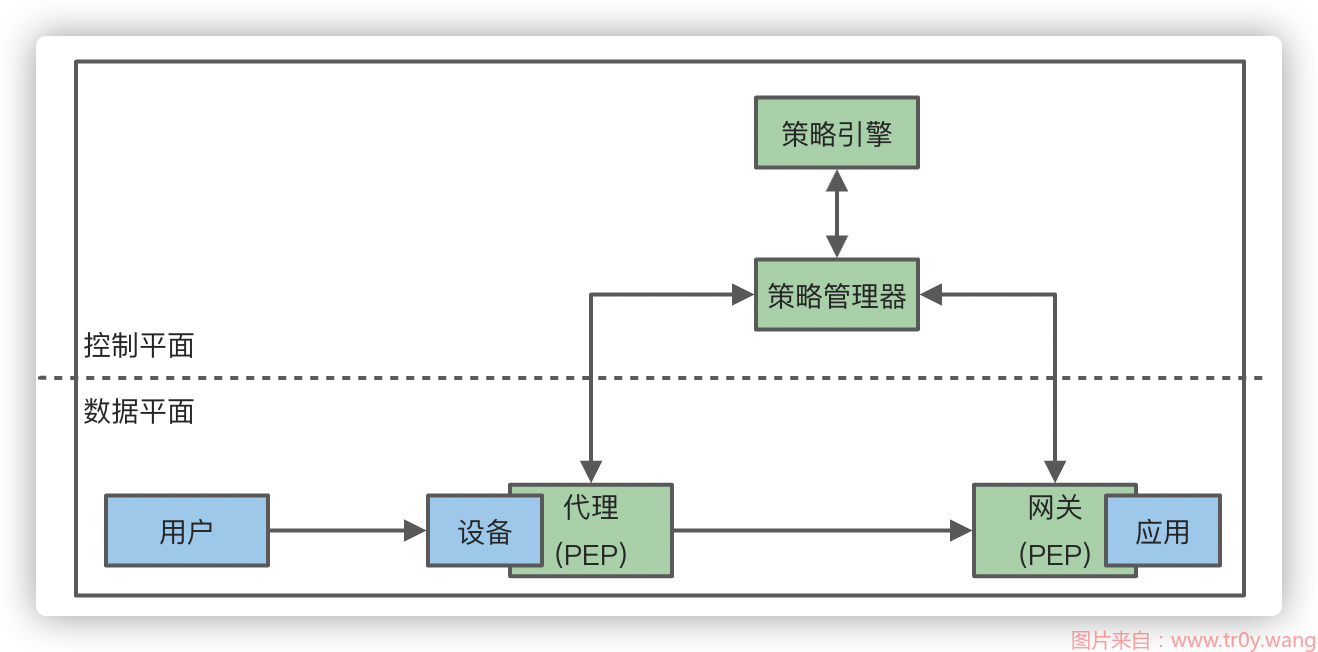 策略引擎
策略管理器
控制平面
数据平面
用户
设备
代理
(PEP)
网关
(PEP)
应用
图片来自：www.tr0y.wang